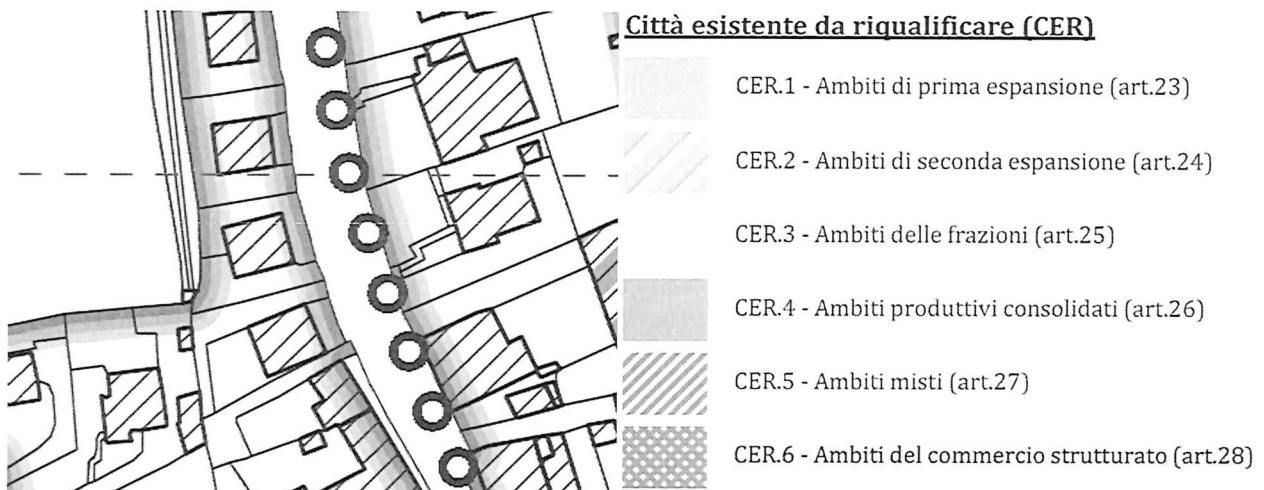 Città esistente da riqualificare (CER)
CER.1 - Ambiti di prima espansione (art.23)
CER.2 - Ambiti di seconda espansione (art.24)
CER.3 - Ambiti delle frazioni (art.25)
CER.4 - Ambiti produttivi consolidati (art.26)
CER.5 - Ambiti misti (art.27)
CER.6 - Ambiti del commercio strutturato (art.28)